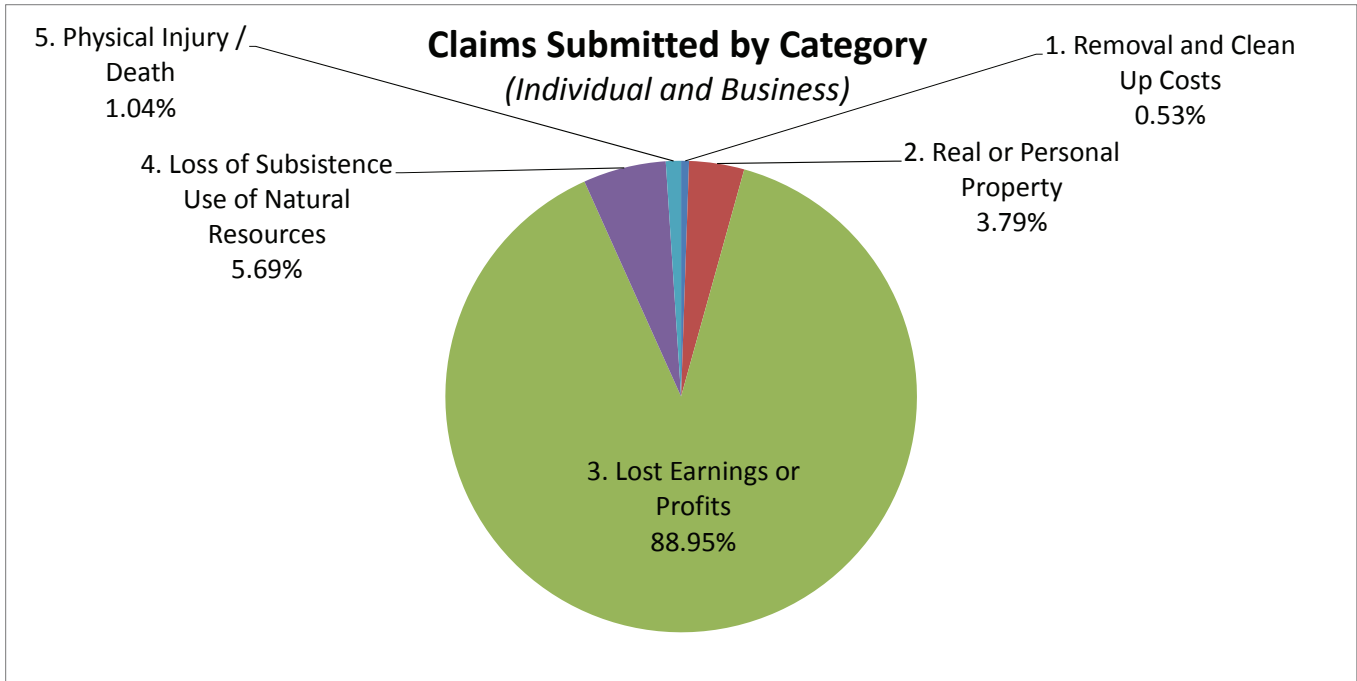 Claims Submitted by Category
(Individual and Business)
5. Physical Injury /
Death
1.04%
1. Removal and Clean
Up Costs
0.53%
4. Loss of Subsistence
Use of Natural
Resources
5.69%
2. Real or Personal
Property
3.79%
3. Lost Earnings or
Profits
88.95%